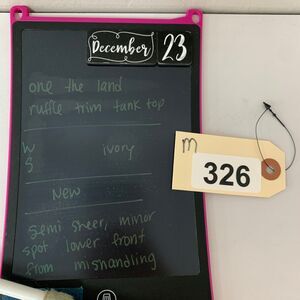 December 23
one the land
ruffle trim tank top
W ivory
S
New
semi sheer, minor
spot lower front
from mishandling
m
326